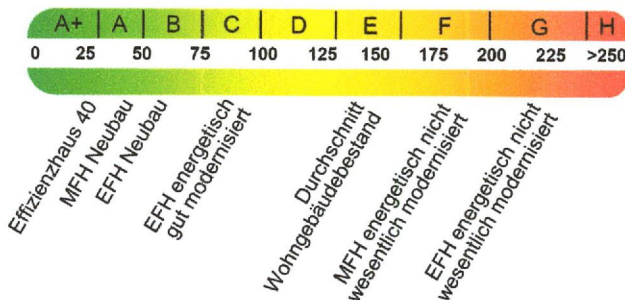 A+ A B C D E F G H
0 25 50 75 100 125 150 175 200 225 >250
Effizienzhaus 40
MFH Neubau
EFH Neubau
EFH energetisch
gut modernisiert
Durchschnitt
Wohngebäudebestand
MFH energetisch nicht
wesentlich modernisiert
EFH energetisch nicht
wesentlich modernisiert